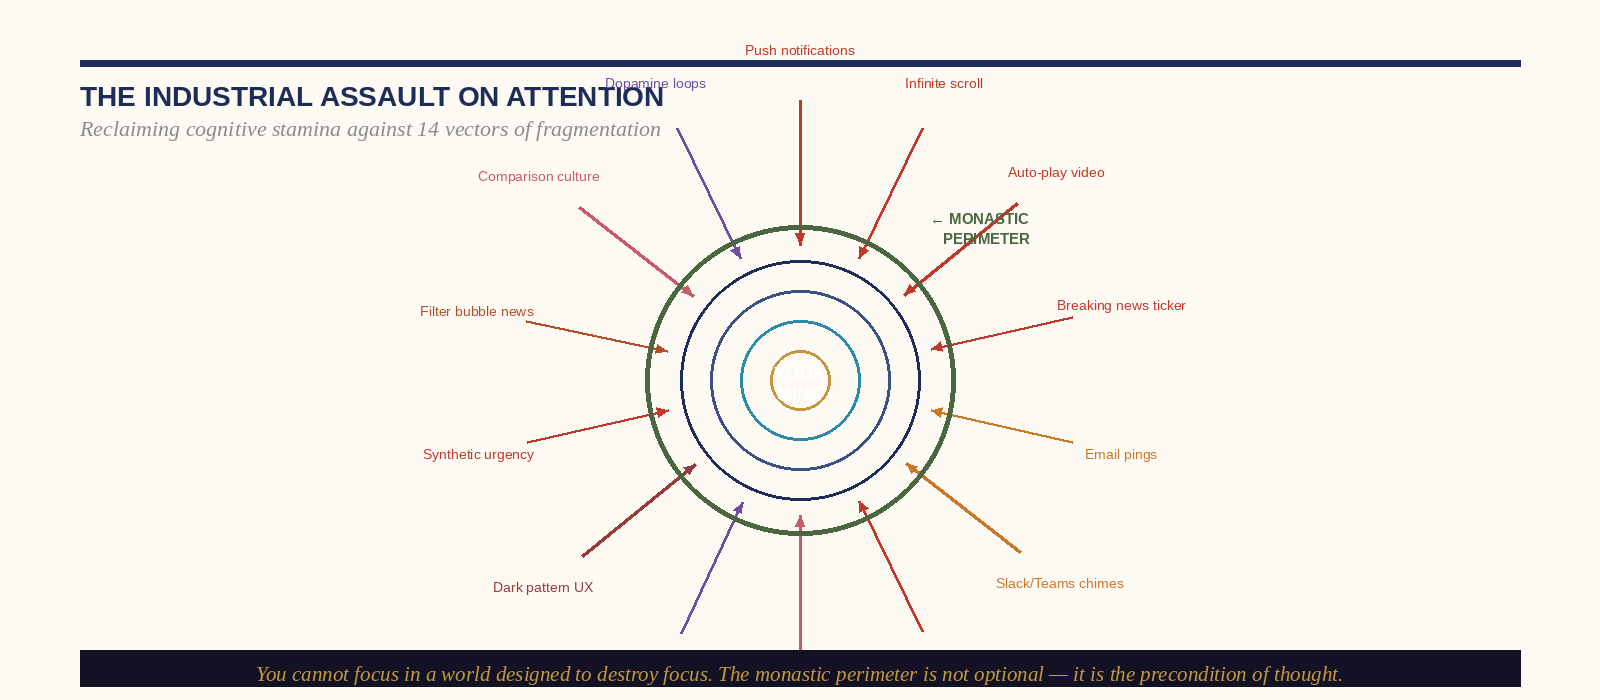 Push notifications
THE INDUSTRIAL ASSAULT ON ATTENTION
Dopamine loops
Infinite scroll
Reclaiming cognitive stamina against 14 vectors of fragmentation
Comparison culture
Auto-play video
← MONASTIC
PERIMETER
Filter bubble news
Breaking news ticker
YOUR
MIND
Synthetic urgency
Email pings
Dark pattern UX
Slack/Teams chimes
You cannot focus in a world designed to destroy focus. The monastic perimeter is not optional — it is the precondition of thought.